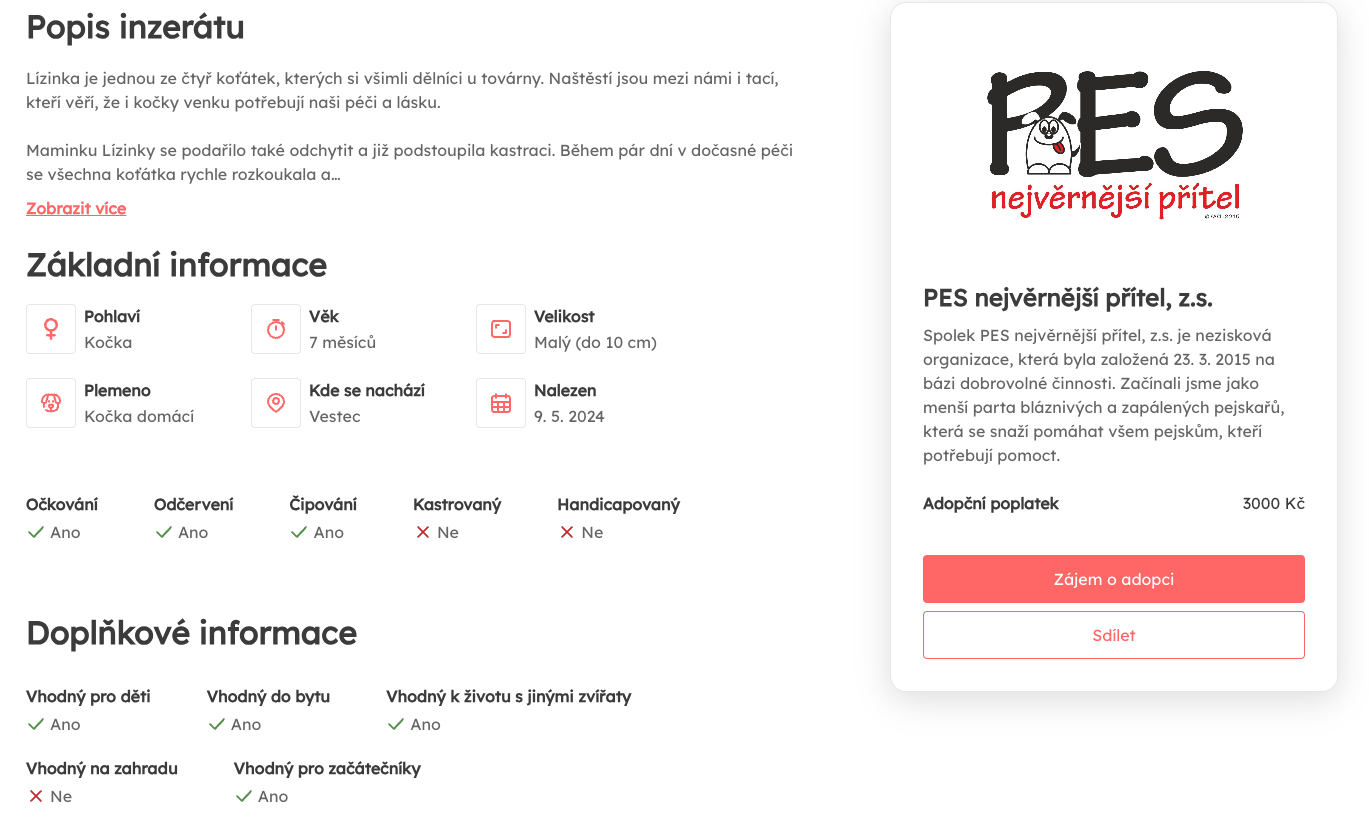 Popis inzerátu
Lízinka je jednou ze čtyř koťátek, kterých si všimli dělníci u továrny. Naštěstí jsou mezi námi i tací,
kteří věří, že i kočky venku potřebují naši péči a lásku.
Maminku Lízinky se podařilo také odchytit a již podstoupila kastraci. Během pár dní v dočasné péči
se všechna koťátka rychle rozkoukala a...
Zobrazit více
Základní informace
Pohlaví
Kočka
Věk
7 měsíců
Velikost
Malý (do 10 cm)
Plemeno
Kočka domácí
Kde se nachází
Vestec
Nalezen
9. 5. 2024
Očkování
Ano
Odčervení
Ano
Čipování
Ano
Kastrovaný
Ne
Handicapovaný
Ne
Doplňkové informace
Vhodný pro děti
Ano
Vhodný do bytu
Ano
Vhodný k životu s jinými zvířaty
Ano
Vhodný na zahradu
Ne
Vhodný pro začátečníky
Ano
PES
nejvěrnější přítel
PES nejvěrnější přítel, z.s.
Spolek PES nejvěrnější přítel, z.s. je nezisková
organizace, která byla založená 23. 3. 2015 na
bázi dobrovolné činnosti. Začínali jsme jako
menší parta bláznivých a zapálených pejskařů,
která se snaží pomáhat všem pejskům, kteří
potřebují pomoct.
Adopční poplatek 3000 Kč
Zájem o adopci
Sdílet